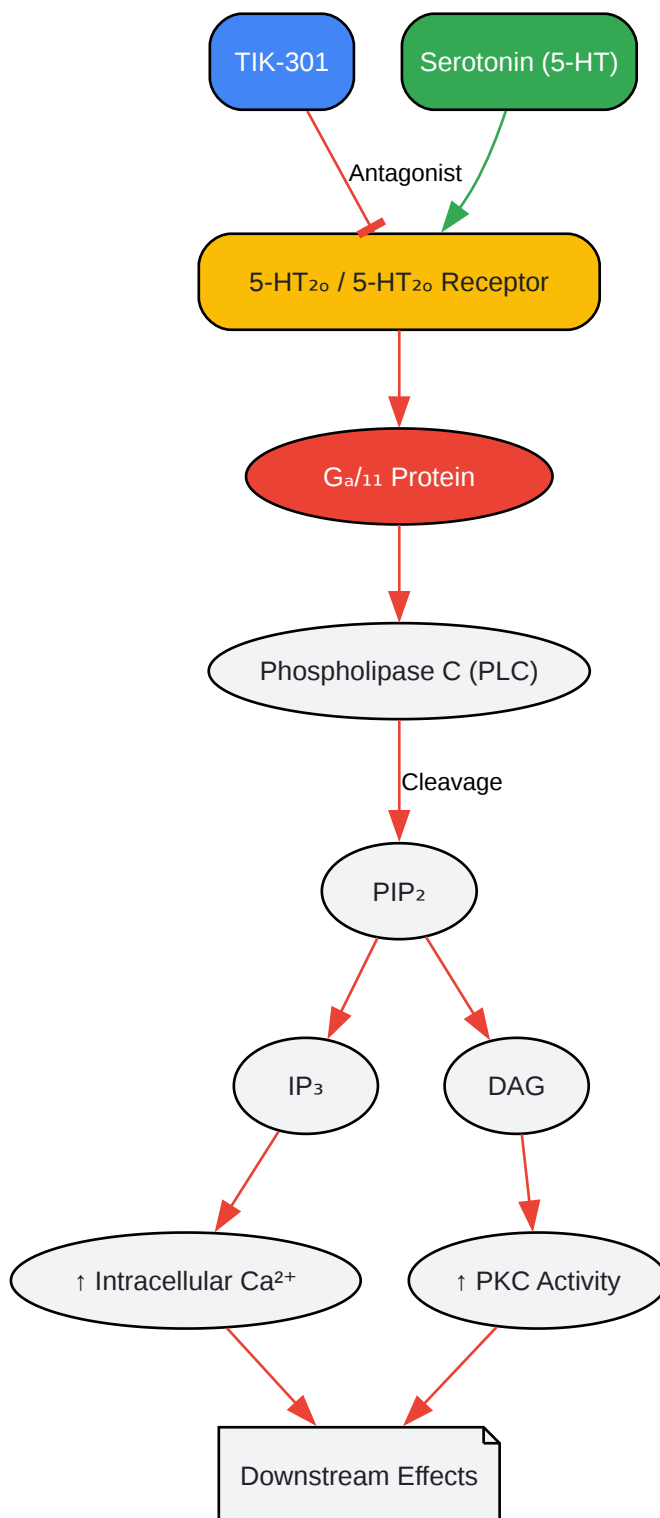 TIK-301
Serotonin (5-HT)
Antagonist
5-HT₂ₒ / 5-HT₂ₒ Receptor
Gₐ/₁₁ Protein
Phospholipase C (PLC)
Cleavage
PIP₂
IP₃
DAG
↑ Intracellular Ca²⁺
↑ PKC Activity
Downstream Effects